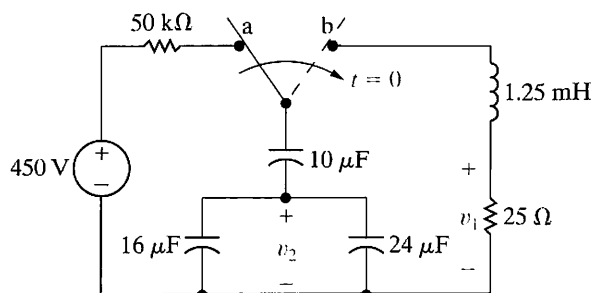 50 kΩ
a
b
t = 0
1.25 mH
450 V
+
−
10 μF
+
v₁
−
25 Ω
16 μF
+
v₂
−
24 μF